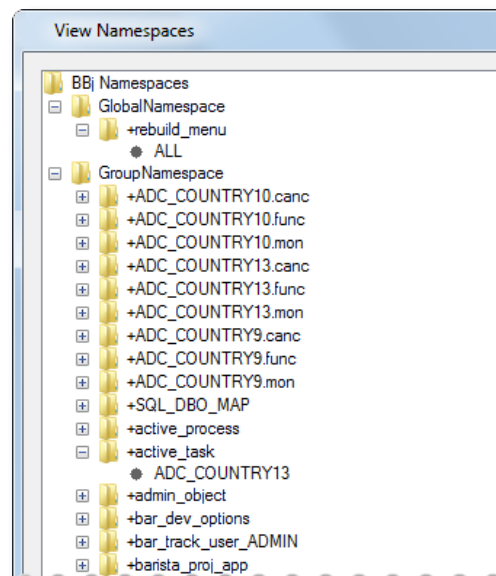 View Namespaces
BBj Namespaces
GlobalNamespace
+rebuild_menu
ALL
GroupNamespace
+ADC_COUNTRY10.canc
+ADC_COUNTRY10.func
+ADC_COUNTRY10.mon
+ADC_COUNTRY13.canc
+ADC_COUNTRY13.func
+ADC_COUNTRY13.mon
+ADC_COUNTRY9.canc
+ADC_COUNTRY9.func
+ADC_COUNTRY9.mon
+SQL_DBO_MAP
+active_process
+active_task
ADC_COUNTRY13
+admin_object
+bar_dev_options
+bar_track_user_ADMIN
+barista_proj_app